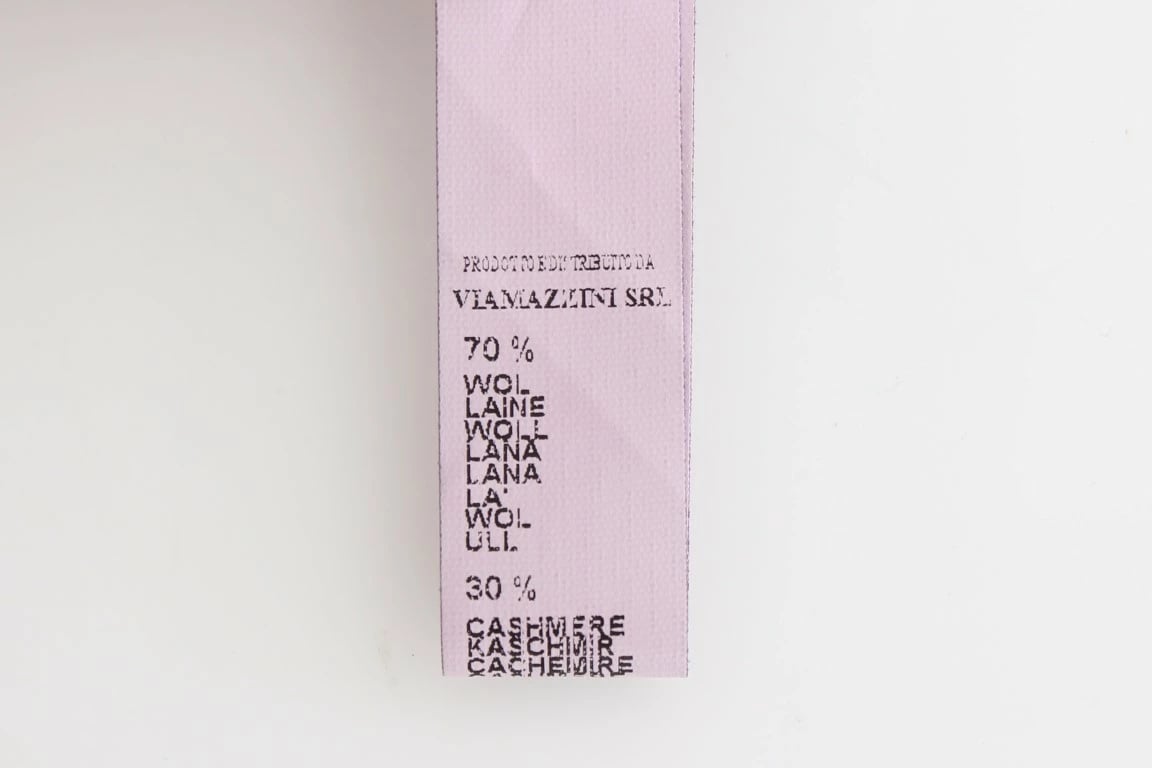 PRODOTTO E DISTRIBUITO DA
VIAMAZZINI SRL
70 %
WOL
LAINE
WOLL
LANA
LANA
LA'
WOL
ULL
30 %
CASHMERE
KASCHMIR
CACHEMIRE